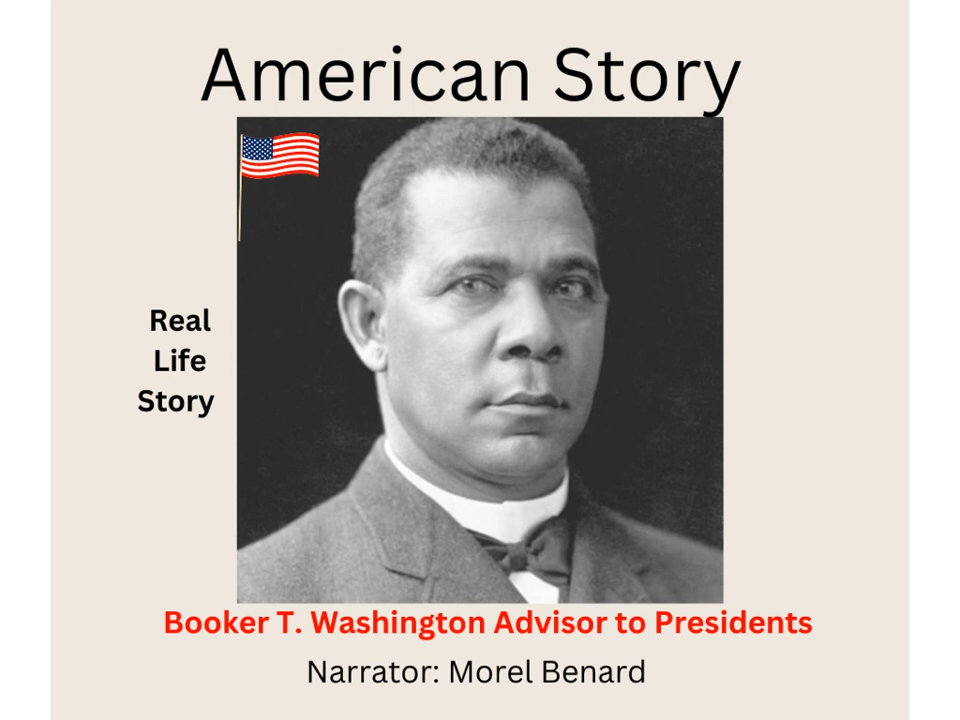 American Story
Real
Life
Story
Booker T. Washington Advisor to Presidents
Narrator: Morel Benard